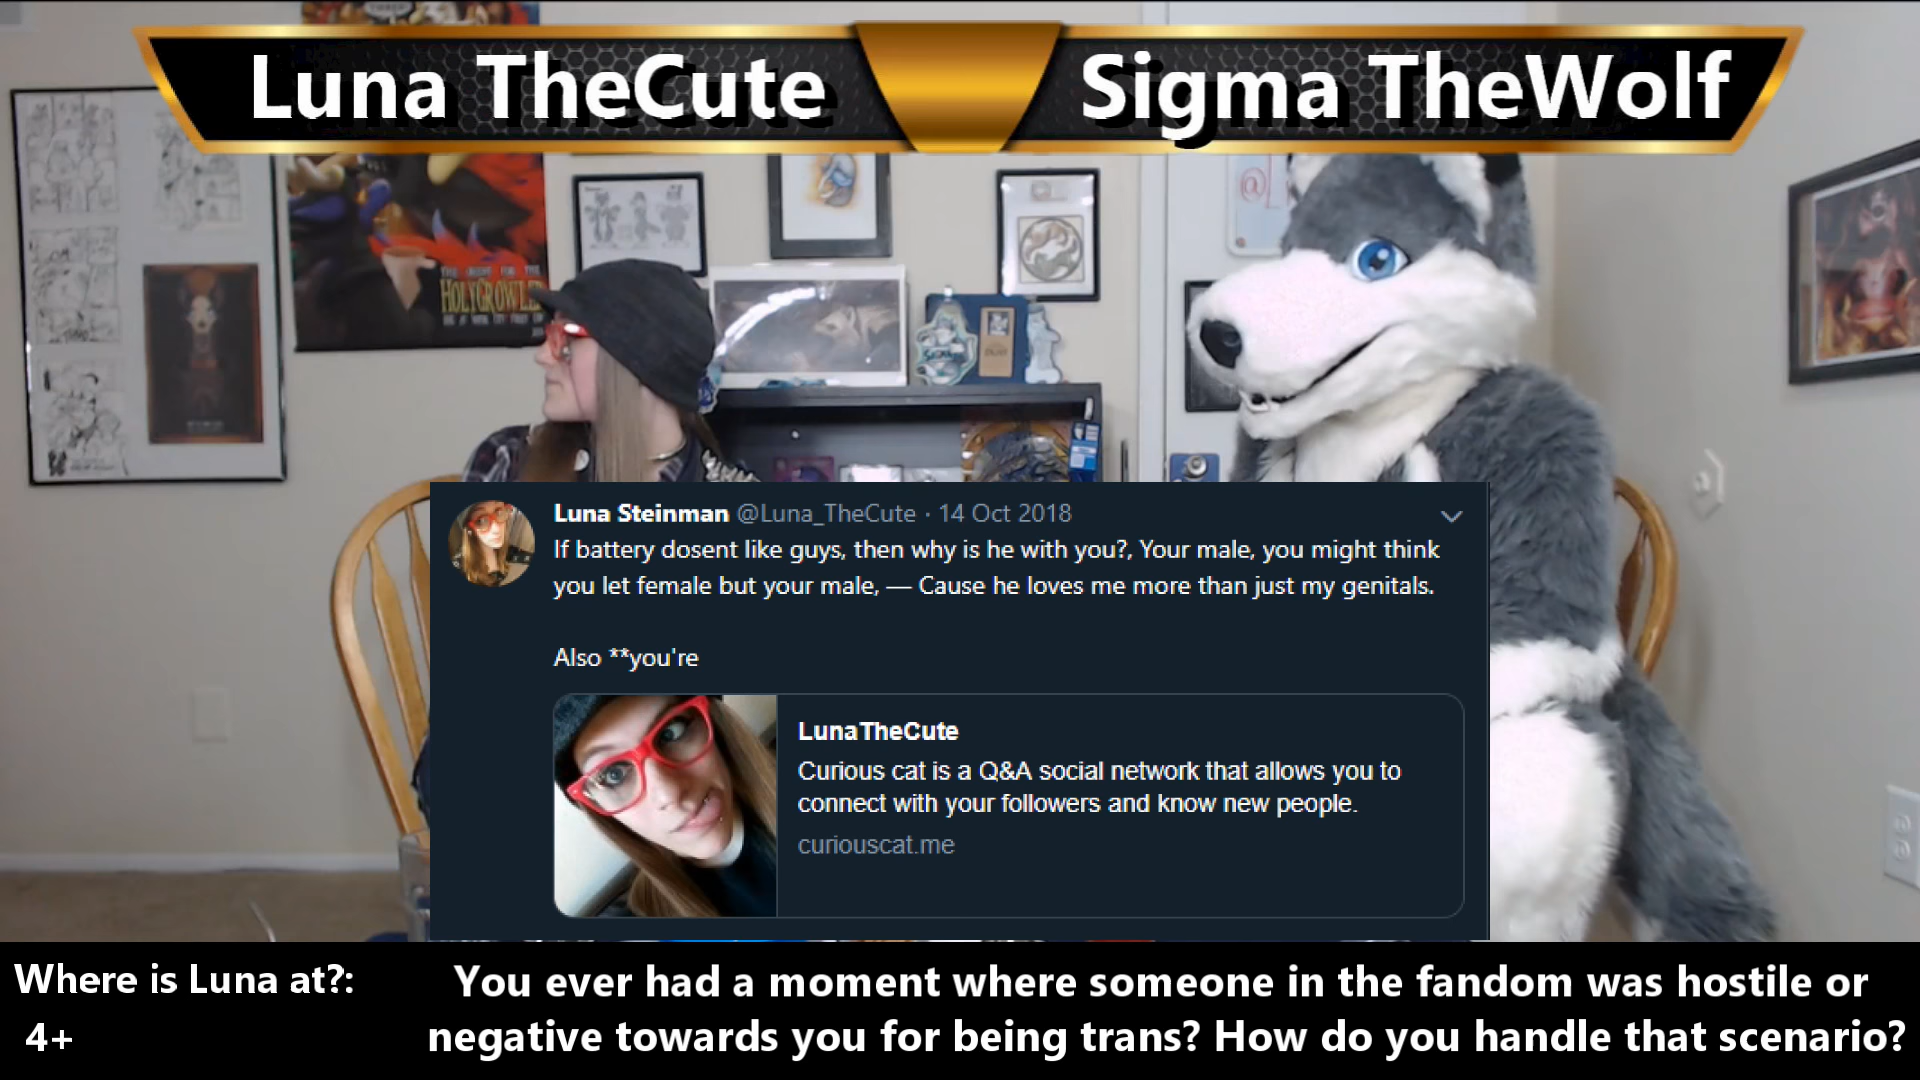 Luna TheCute
Sigma TheWolf
HOLYGROWLE
Luna Steinman @Luna_TheCute · 14 Oct 2018
If battery dosent like guys, then why is he with you?, Your male, you might think
you let female but your male, — Cause he loves me more than just my genitals.
Also **you're
LunaTheCute
Curious cat is a Q&A social network that allows you to
connect with your followers and know new people.
curiouscat.me
Where is Luna at?:
4+
You ever had a moment where someone in the fandom was hostile or
negative towards you for being trans? How do you handle that scenario?